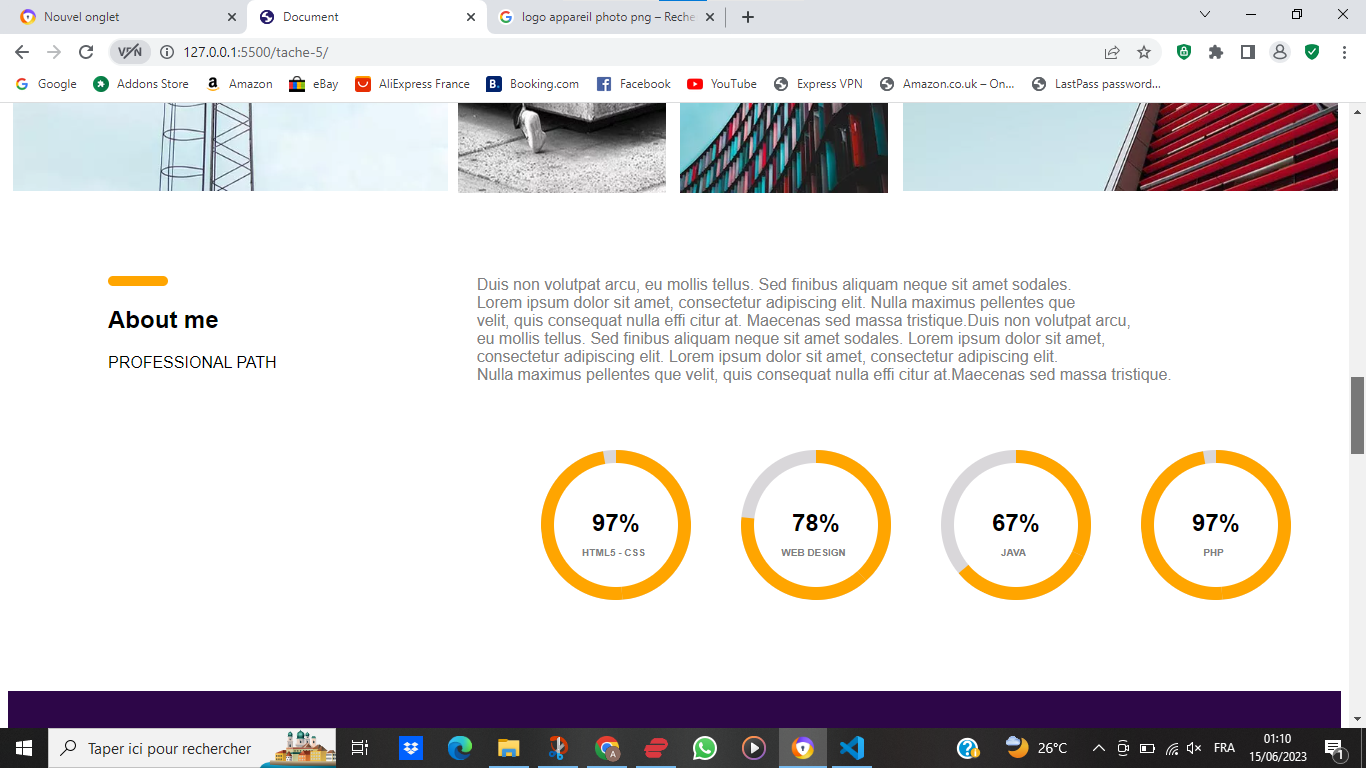 Nouvel onglet
Document
logo appareil photo png – Reche
VPN
127.0.0.1:5500/tache-5/
Google
Addons Store
Amazon
eBay
AliExpress France
Booking.com
Facebook
YouTube
Express VPN
Amazon.co.uk – On...
LastPass password...
About me
PROFESSIONAL PATH
Duis non volutpat arcu, eu mollis tellus. Sed finibus aliquam neque sit amet sodales.
Lorem ipsum dolor sit amet, consectetur adipiscing elit. Nulla maximus pellentes que
velit, quis consequat nulla effi citur at. Maecenas sed massa tristique.Duis non volutpat arcu,
eu mollis tellus. Sed finibus aliquam neque sit amet sodales. Lorem ipsum dolor sit amet,
consectetur adipiscing elit. Lorem ipsum dolor sit amet, consectetur adipiscing elit.
Nulla maximus pellentes que velit, quis consequat nulla effi citur at.Maecenas sed massa tristique.
97%
HTML5 - CSS
78%
WEB DESIGN
67%
JAVA
97%
PHP
Taper ici pour rechercher
26°C
FRA
01:10
15/06/2023
1